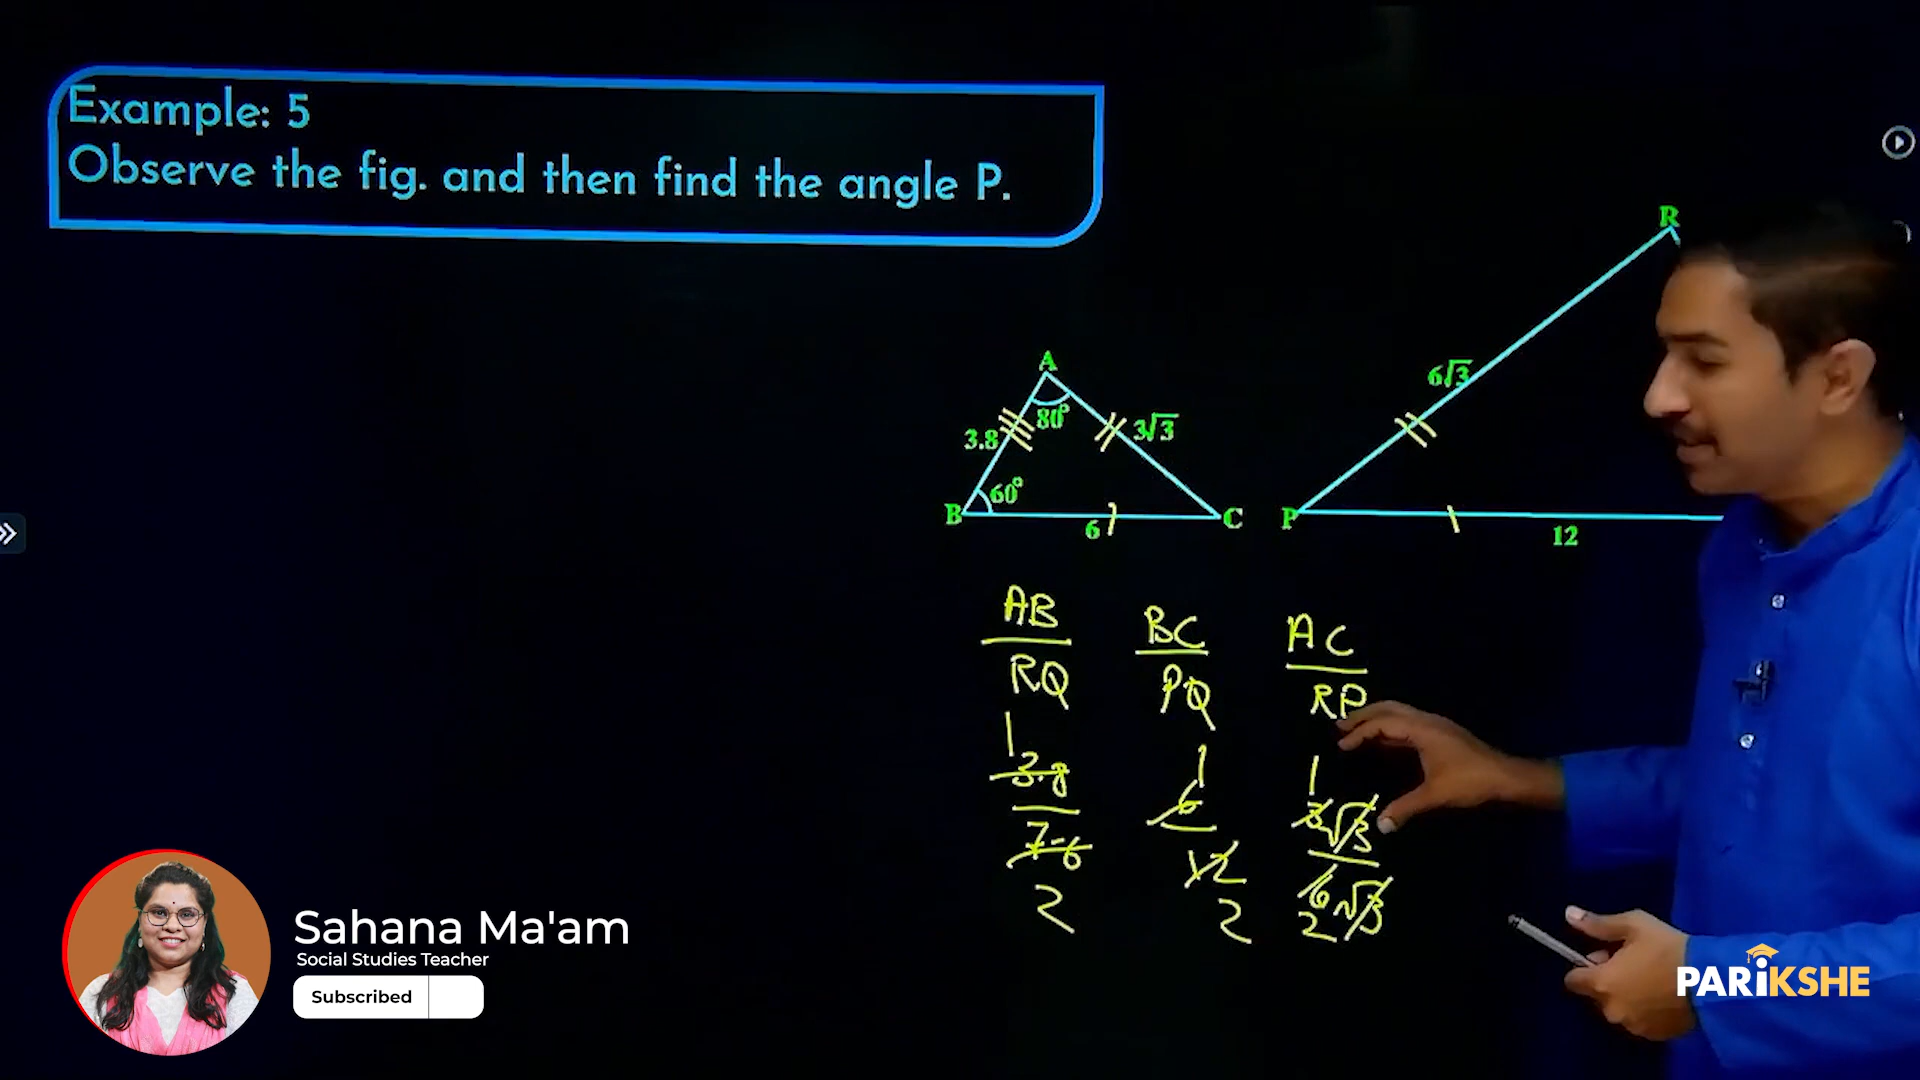 Example: 5
Observe the fig. and then find the angle P.
R
6√3
A
80°
3.8
3√3
60°
B
6
C
P
12
AB
RQ
BC
PQ
AC
RP
1
3.8
7.6
2
1
6
12
2
1
3√3
6√3
2
Sahana Ma'am
Social Studies Teacher
Subscribed
PARIKSHE